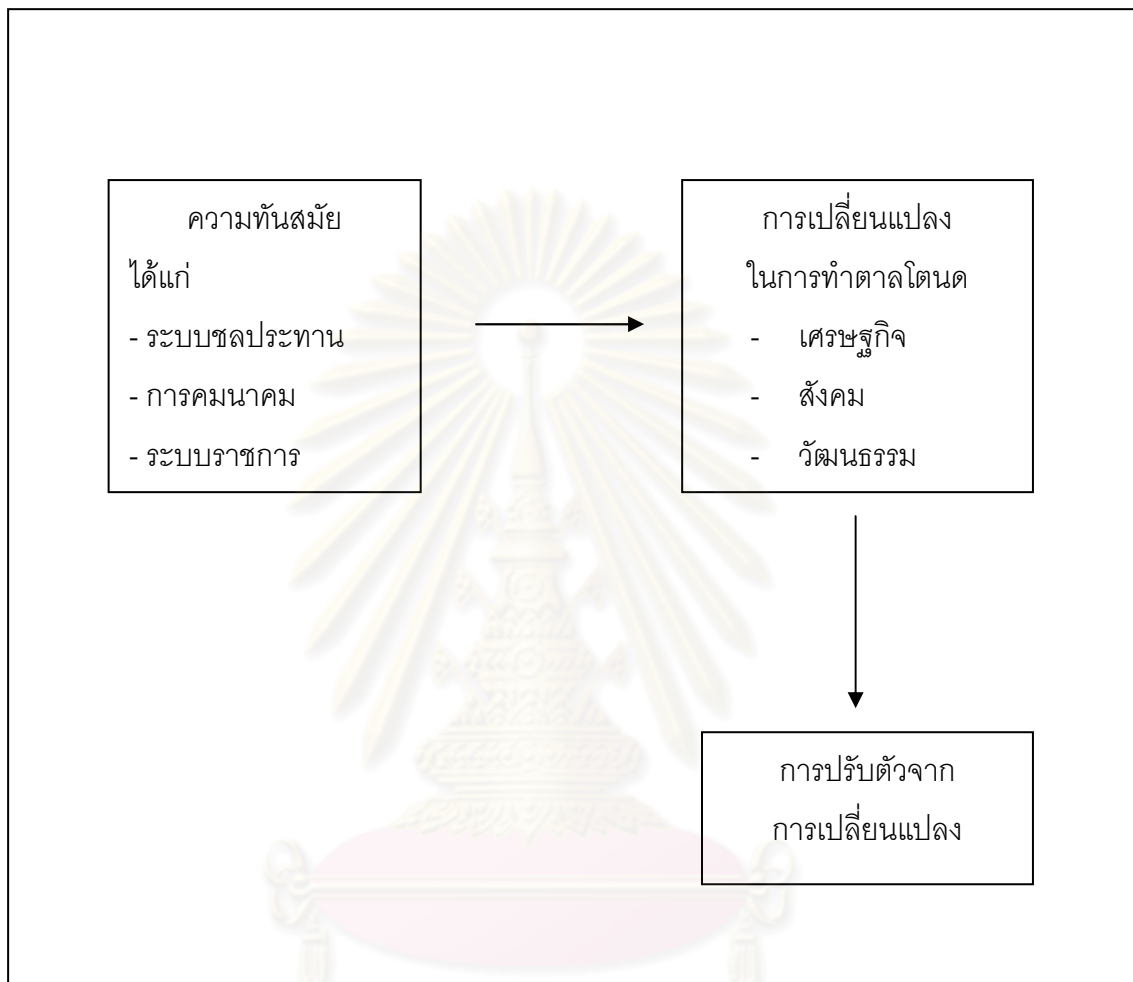 ความทันสมัย
ได้แก่
- ระบบชลประทาน
- การคมนาคม
- ระบบราชการ
การเปลี่ยนแปลง
ในการทำตาลโตนด
- เศรษฐกิจ
- สังคม
- วัฒนธรรม
การปรับตัวจาก
การเปลี่ยนแปลง